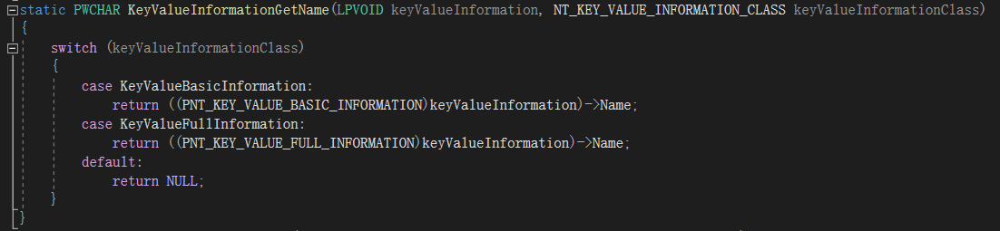 static PWCHAR KeyValueInformationGetName(LPVOID keyValueInformation, NT_KEY_VALUE_INFORMATION_CLASS keyValueInformationClass)
{
    switch (keyValueInformationClass)
    {
        case KeyValueBasicInformation:
            return ((PNT_KEY_VALUE_BASIC_INFORMATION)keyValueInformation)->Name;
        case KeyValueFullInformation:
            return ((PNT_KEY_VALUE_FULL_INFORMATION)keyValueInformation)->Name;
        default:
            return NULL;
    }
}